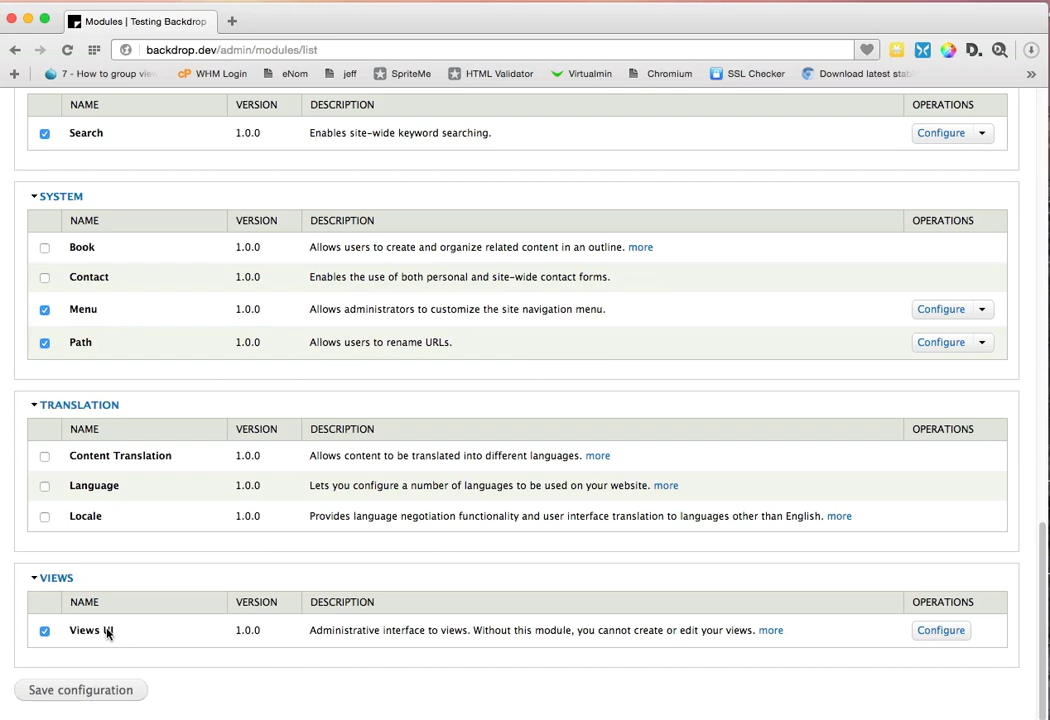 Modules | Testing Backdrop
backdrop.dev/admin/modules/list
7 - How to group vie
WHM Login
eNom
jeff
SpriteMe
HTML Validator
Virtualmin
Chromium
SSL Checker
Download latest stab
NAME VERSION DESCRIPTION OPERATIONS
Search 1.0.0 Enables site-wide keyword searching. Configure
SYSTEM
NAME VERSION DESCRIPTION OPERATIONS
Book 1.0.0 Allows users to create and organize related content in an outline. more
Contact 1.0.0 Enables the use of both personal and site-wide contact forms.
Menu 1.0.0 Allows administrators to customize the site navigation menu. Configure
Path 1.0.0 Allows users to rename URLs. Configure
TRANSLATION
NAME VERSION DESCRIPTION OPERATIONS
Content Translation 1.0.0 Allows content to be translated into different languages. more
Language 1.0.0 Lets you configure a number of languages to be used on your website. more
Locale 1.0.0 Provides language negotiation functionality and user interface translation to languages other than English. more
VIEWS
NAME VERSION DESCRIPTION OPERATIONS
Views UI 1.0.0 Administrative interface to views. Without this module, you cannot create or edit your views. more Configure
Save configuration